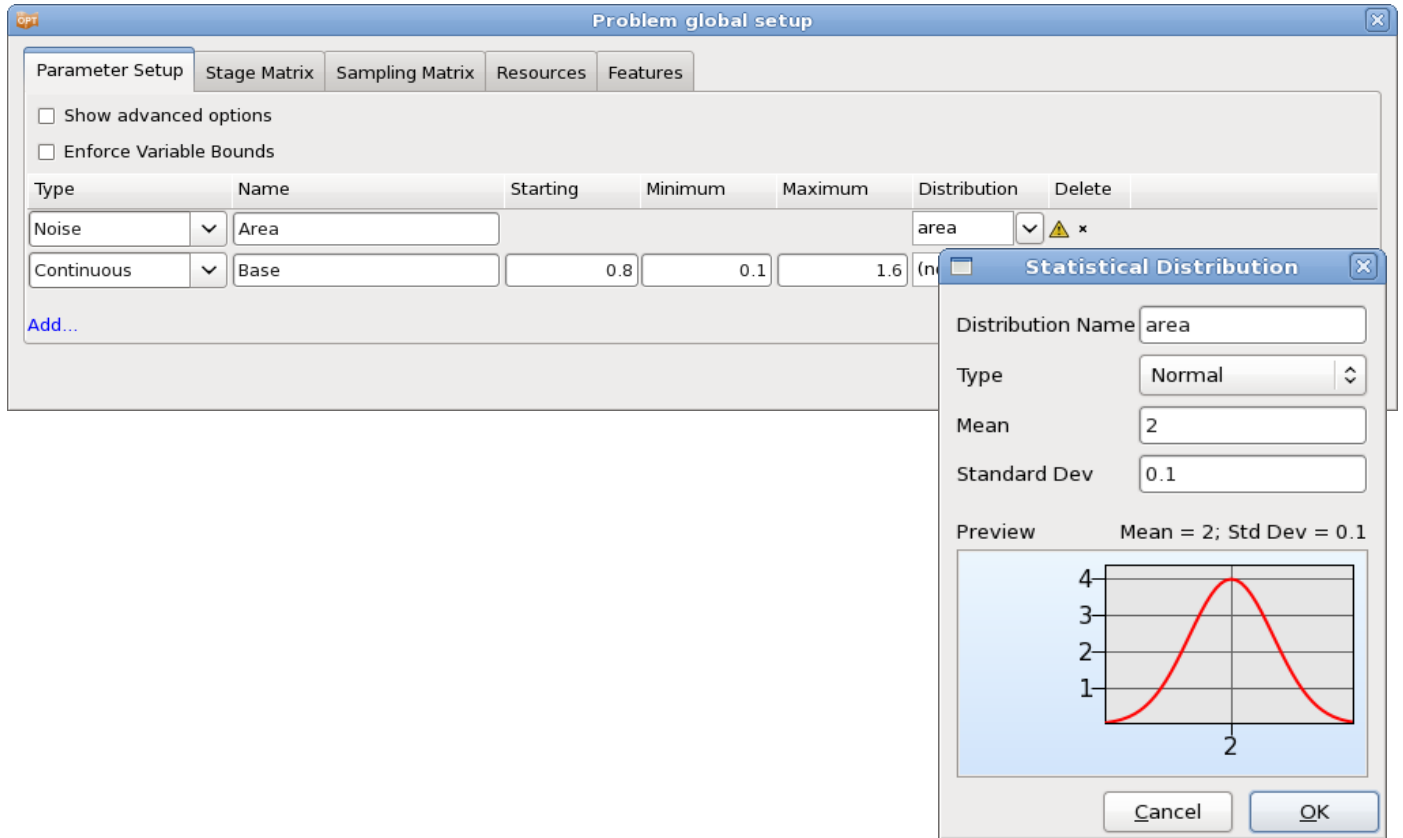 OPT Problem global setup
Parameter Setup Stage Matrix Sampling Matrix Resources Features
Show advanced options
Enforce Variable Bounds
Type Name Starting Minimum Maximum Distribution Delete
Noise Area area
Continuous Base 0.8 0.1 1.6
Add...
Statistical Distribution
Distribution Name area
Type Normal
Mean 2
Standard Dev 0.1
Preview Mean = 2; Std Dev = 0.1
4
3
2
1
2
Cancel OK